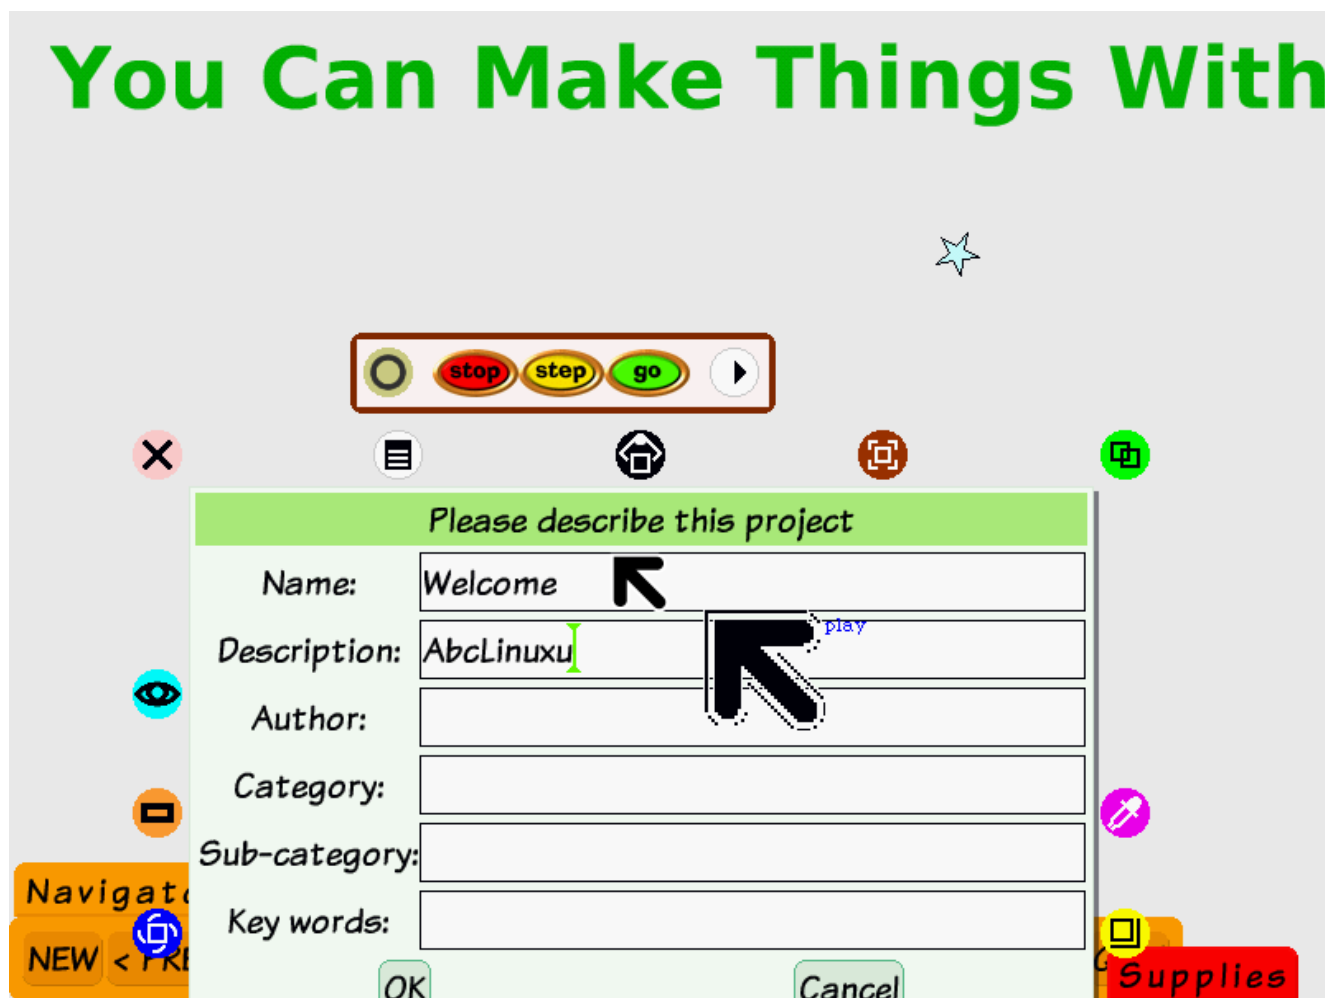 You Can Make Things With
stop step go
Please describe this project
Name: Welcome
play
Description: AbcLinuxu
Author:
Category:
Sub-category:
Navigat
Key words:
NEW < PRE
Supplies
OK Cancel